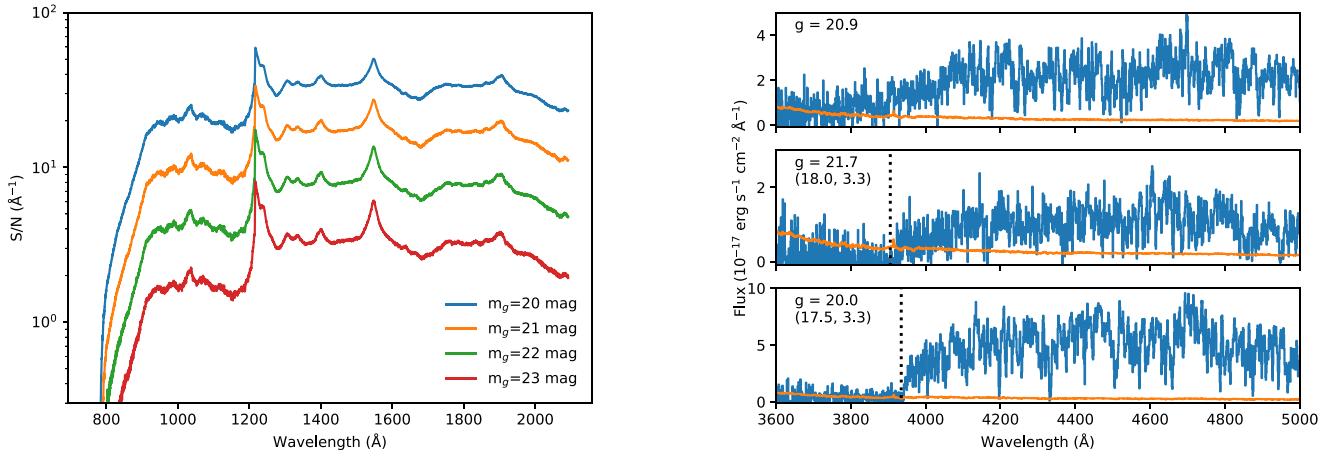 10²
10¹
10⁰
S/N (Å⁻¹)
m_g=20 mag
m_g=21 mag
m_g=22 mag
m_g=23 mag
800 1000 1200 1400 1600 1800 2000
Wavelength (Å)
g = 20.9
4
2
0
g = 21.7
(18.0, 3.3)
2
0
g = 20.0
(17.5, 3.3)
10
5
0
Flux (10⁻¹⁷ erg s⁻¹ cm⁻² Å⁻¹)
3600 3800 4000 4200 4400 4600 4800 5000
Wavelength (Å)